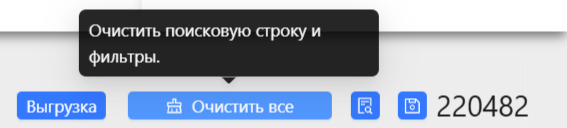 Очистить поисковую строку и
фильтры.
Выгрузка Очистить все 220482